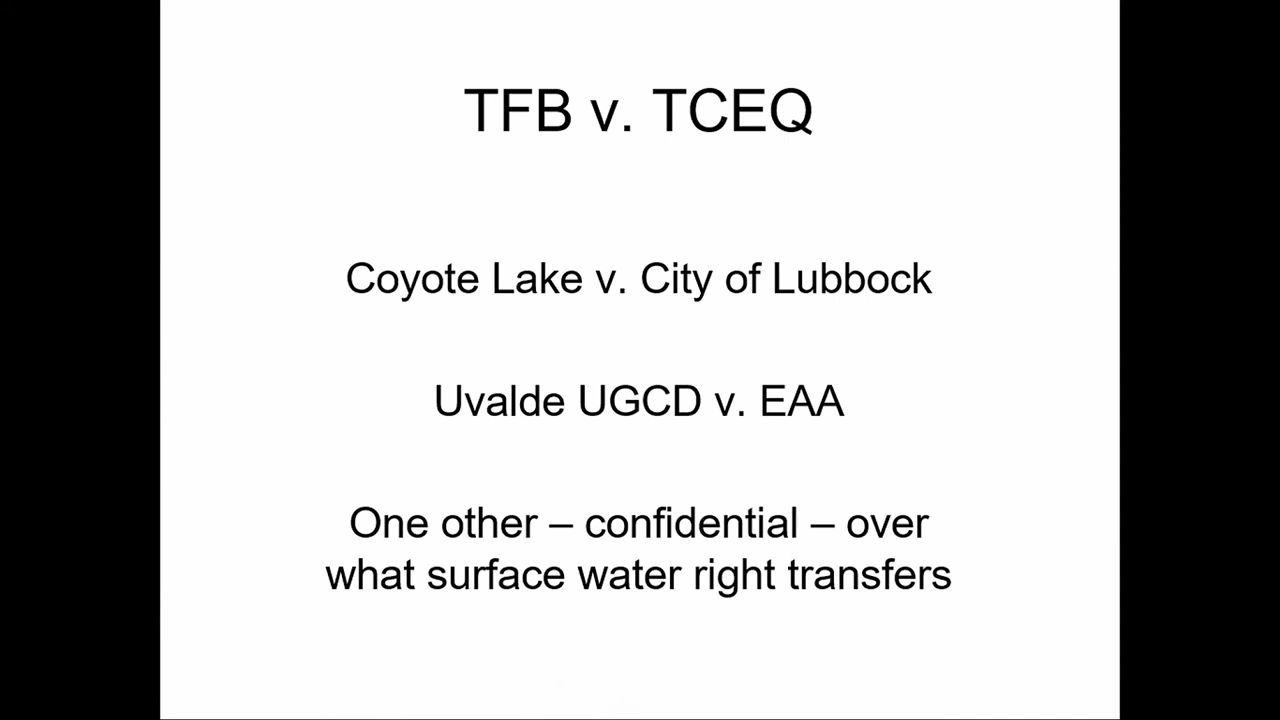 TFB v. TCEQ
Coyote Lake v. City of Lubbock
Uvalde UGCD v. EAA
One other – confidential – over
what surface water right transfers